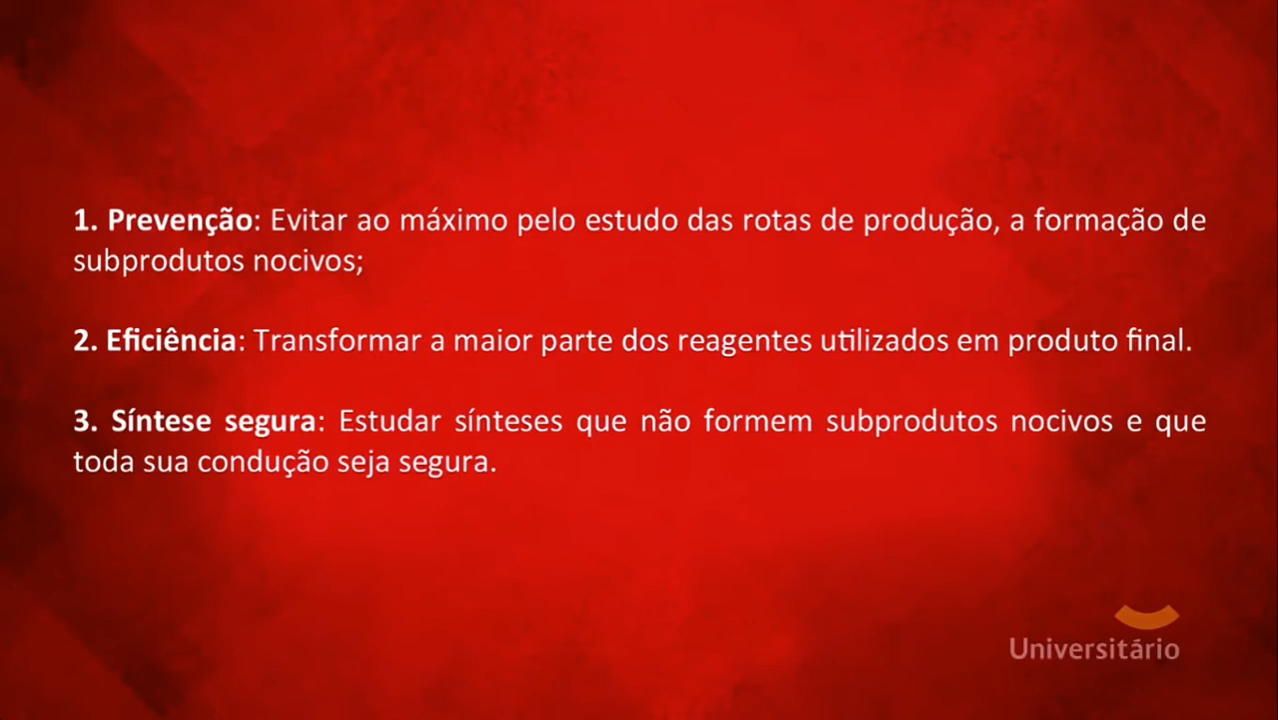 1. Prevenção: Evitar ao máximo pelo estudo das rotas de produção, a formação de
subprodutos nocivos;
2. Eficiência: Transformar a maior parte dos reagentes utilizados em produto final.
3. Síntese segura: Estudar sínteses que não formem subprodutos nocivos e que
toda sua condução seja segura.
Universitário